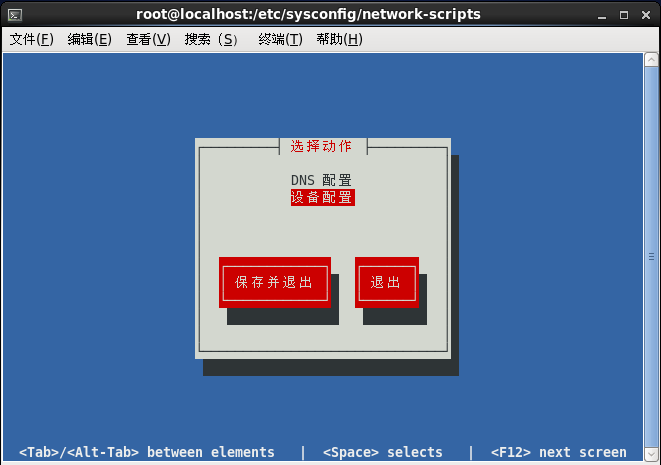 root@localhost:/etc/sysconfig/network-scripts
文件(F) 编辑(E) 查看(V) 搜索 (S) 终端(T) 帮助(H)
选择动作
DNS 配置
设备配置
保存并退出 退出
<Tab>/<Alt-Tab> between elements | <Space> selects | <F12> next screen